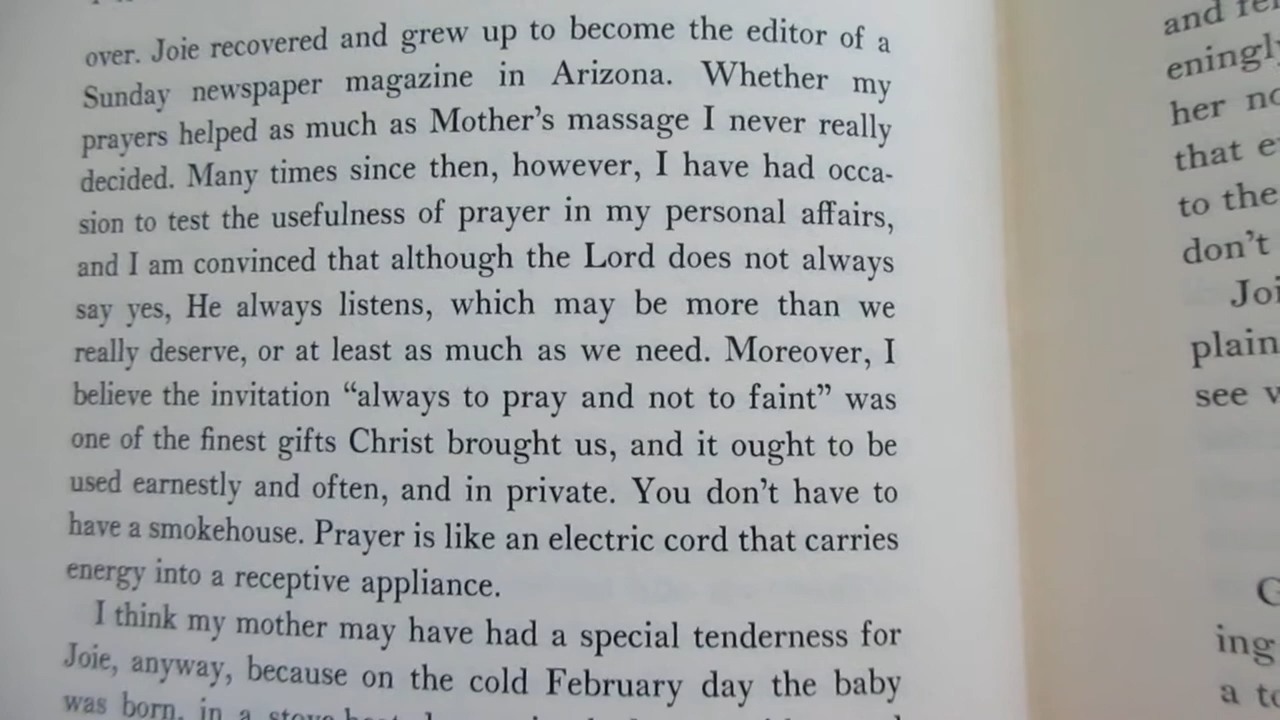 over. Joie recovered and grew up to become the editor of a
Sunday newspaper magazine in Arizona. Whether my
prayers helped as much as Mother's massage I never really
decided. Many times since then, however, I have had occa-
sion to test the usefulness of prayer in my personal affairs,
and I am convinced that although the Lord does not always
say yes, He always listens, which may be more than we
really deserve, or at least as much as we need. Moreover, I
believe the invitation “always to pray and not to faint” was
one of the finest gifts Christ brought us, and it ought to be
used earnestly and often, and in private. You don't have to
have a smokehouse. Prayer is like an electric cord that carries
energy into a receptive appliance.
I think my mother may have had a special tenderness for
Joie, anyway, because on the cold February day the baby
was born, in a
and
eningly
her
that
to the
don't
plain
see
ing
a